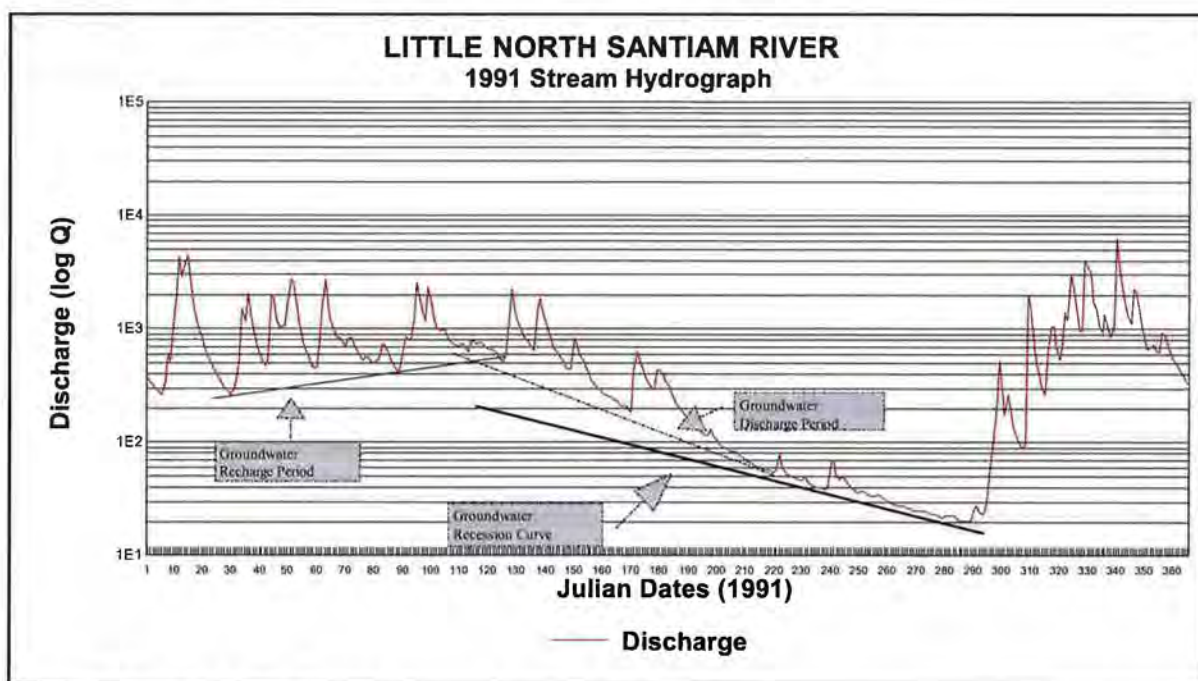 LITTLE NORTH SANTIAM RIVER
1991 Stream Hydrograph
Discharge (log Q)
1E5
1E4
1E3
1E2
1E1
Groundwater
Recharge Period
Groundwater
Discharge Period
Groundwater
Recession Curve
1 10 20 30 40 50 60 70 80 90 100 110 120 130 140 150 160 170 180 190 200 210 220 230 240 250 260 270 280 290 300 310 320 330 340 350 360
Julian Dates (1991)
Discharge